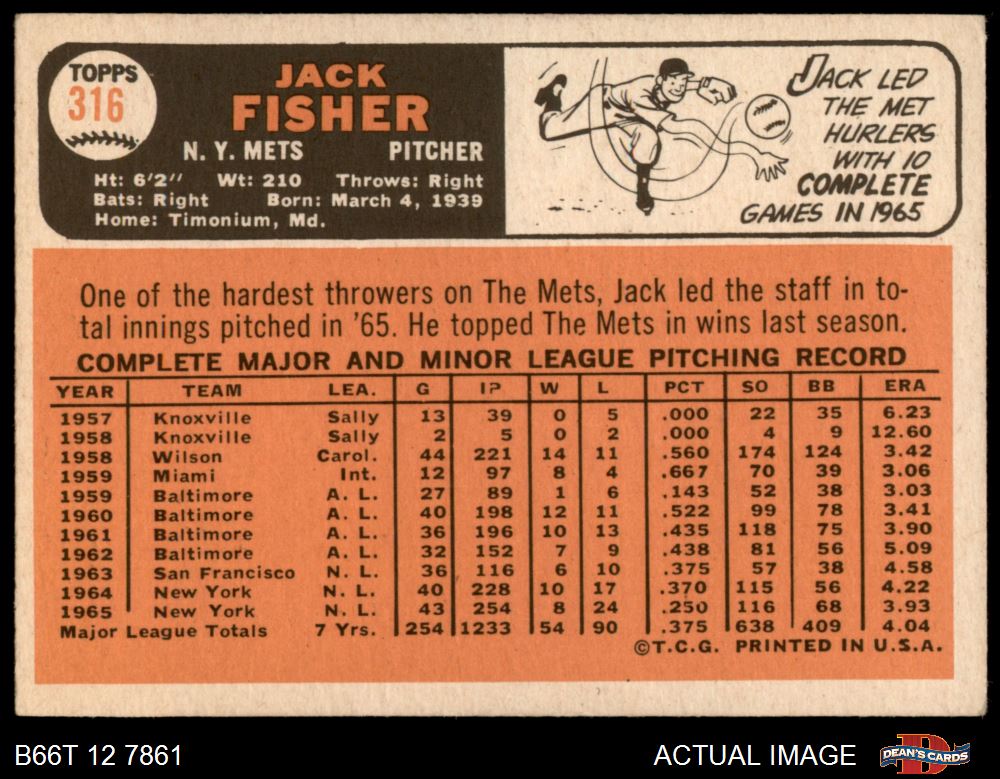 TOPPS
316
JACK
FISHER
N. Y. METS PITCHER
Ht: 6'2" Wt: 210 Throws: Right
Bats: Right Born: March 4, 1939
Home: Timonium, Md.
JACK LED
THE MET
HURLERS
WITH 10
COMPLETE
GAMES IN 1965
One of the hardest throwers on The Mets, Jack led the staff in to-
tal innings pitched in '65. He topped The Mets in wins last season.
COMPLETE MAJOR AND MINOR LEAGUE PITCHING RECORD
YEAR TEAM LEA. G IP W L PCT SO BB ERA
1957 Knoxville Sally 13 39 0 5 .000 22 35 6.23
1958 Knoxville Sally 2 5 0 2 .000 4 9 12.60
1958 Wilson Carol. 44 221 14 11 .560 174 124 3.42
1959 Miami Int. 12 97 8 4 .667 70 39 3.06
1959 Baltimore A. L. 27 89 1 6 .143 52 38 3.03
1960 Baltimore A. L. 40 198 12 11 .522 99 78 3.41
1961 Baltimore A. L. 36 196 10 13 .435 118 75 3.90
1962 Baltimore A. L. 32 152 7 9 .438 81 56 5.09
1963 San Francisco N. L. 36 116 6 10 .375 57 38 4.58
1964 New York N. L. 40 228 10 17 .370 115 56 4.22
1965 New York N. L. 43 254 8 24 .250 116 68 3.93
Major League Totals 7 Yrs. 254 1233 54 90 .375 638 409 4.04
©T.C.G. PRINTED IN U.S.A.
B66T 12 7861 ACTUAL IMAGE DEAN'S CARDS